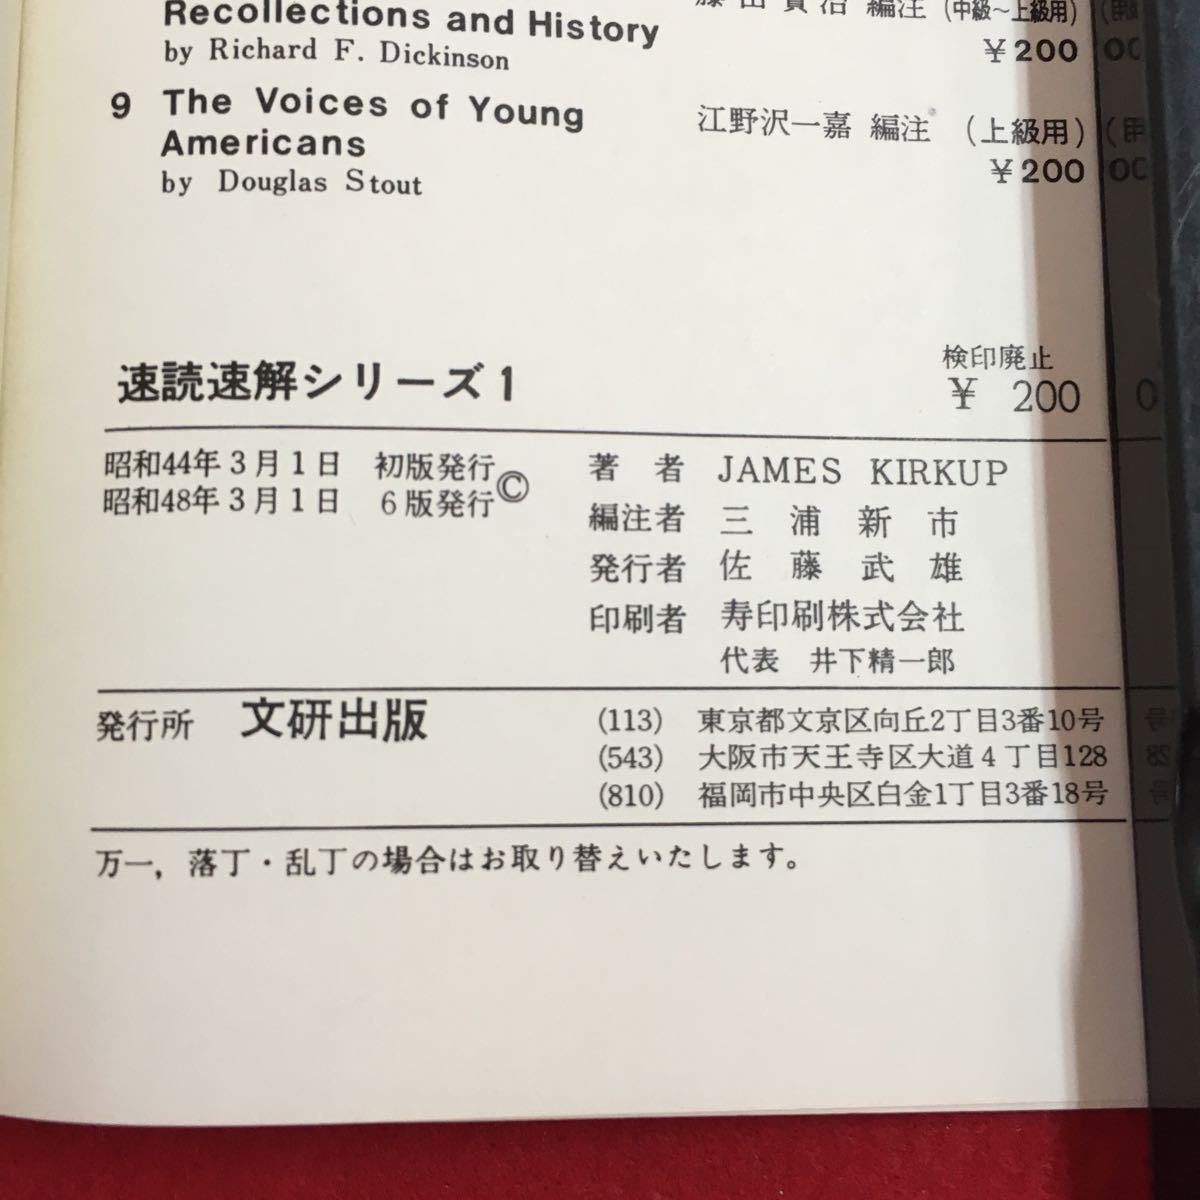 Recollections and History
by Richard F. Dickinson
編注 (中級～上級用)
¥200
9 The Voices of Young
Americans
by Douglas Stout
江野沢一嘉 編注 (上級用)
¥200
速読速解シリーズ1
検印廃止
¥ 200
昭和44年3月1日 初版発行
昭和48年3月1日 6版発行 ©
著者 JAMES KIRKUP
編注者 三浦新市
発行者 佐藤武雄
印刷者 寿印刷株式会社
代表 井下精一郎
発行所 文研出版
(113) 東京都文京区向丘2丁目3番10号
(543) 大阪市天王寺区大道4丁目128
(810) 福岡市中央区白金1丁目3番18号
万一，落丁・乱丁の場合はお取り替えいたします。